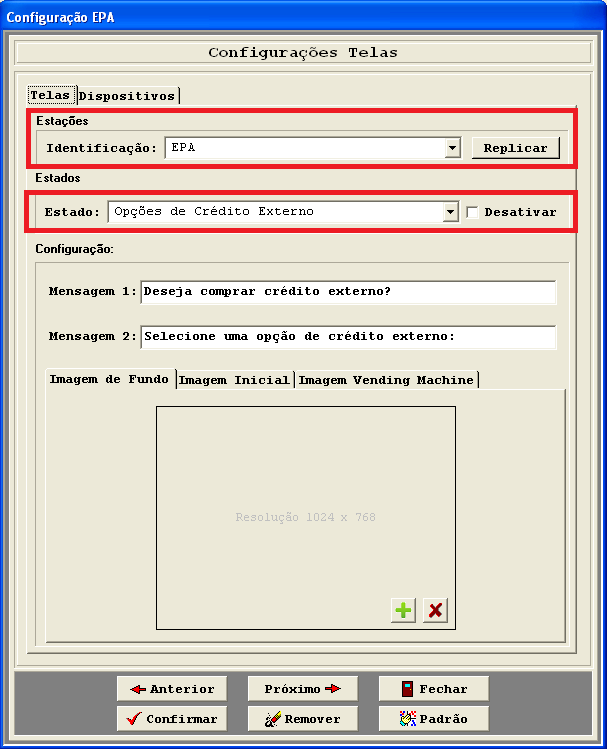 Configuração EPA
Configurações Telas
Telas Dispositivos
Estações
Identificação: EPA Replicar
Estados
Estado: Opções de Crédito Externo Desativar
Configuração:
Mensagem 1: Deseja comprar crédito externo?
Mensagem 2: Selecione uma opção de crédito externo:
Imagem de Fundo Imagem Inicial Imagem Vending Machine
Resolução 1024 x 768
Anterior Próximo Fechar
Confirmar Remover Padrão